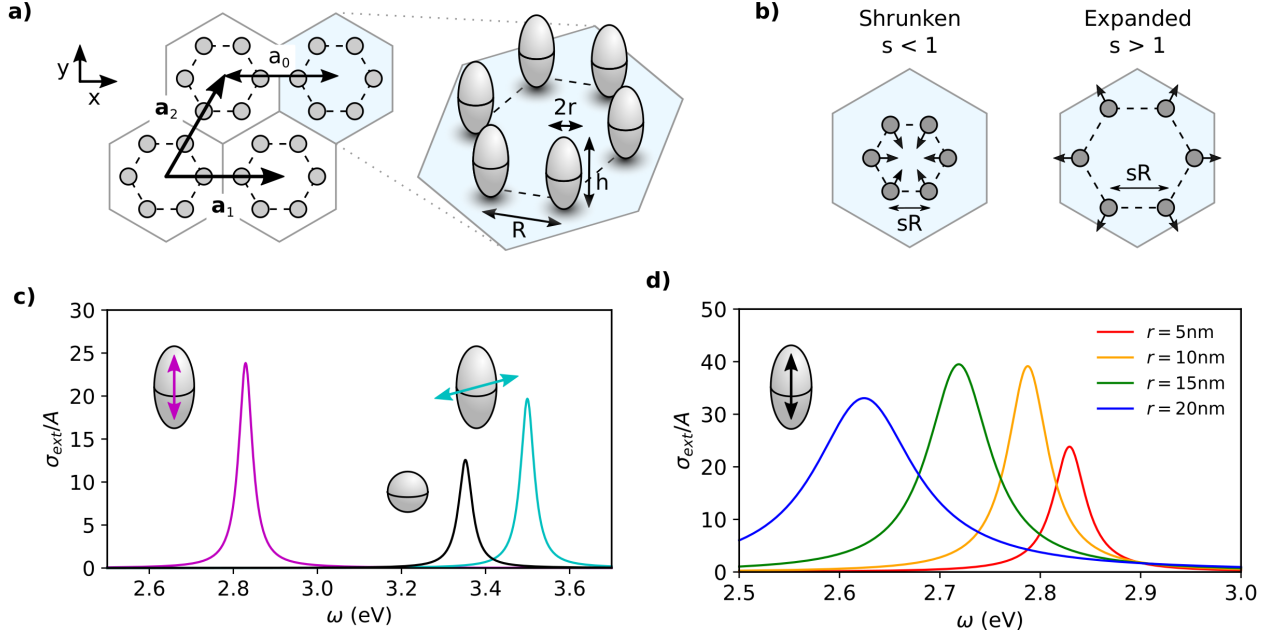 a)
y
x
a₀
a₂
a₁
2r
h
R
b)
Shrunken
s < 1
Expanded
s > 1
sR
sR
c)
σext/A
30
25
20
15
10
5
0
2.6 2.8 3.0 3.2 3.4 3.6
ω (eV)
d)
σext/A
50
40
30
20
10
0
r = 5nm
r = 10nm
r = 15nm
r = 20nm
2.5 2.6 2.7 2.8 2.9 3.0
ω (eV)